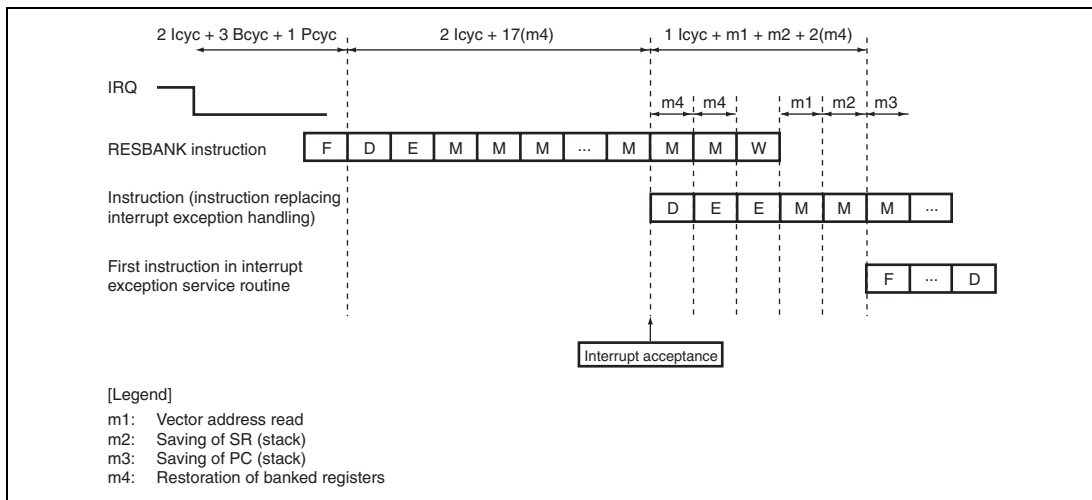 2 Icyc + 3 Bcyc + 1 Pcyc 2 Icyc + 17(m4) 1 Icyc + m1 + m2 + 2(m4)
IRQ
m4 m4 m1 m2 m3
RESBANK instruction F D E M M M ... M M M W
Instruction (instruction replacing
interrupt exception handling) D E E M M M ...
First instruction in interrupt
exception service routine F ... D
Interrupt acceptance
[Legend]
m1: Vector address read
m2: Saving of SR (stack)
m3: Saving of PC (stack)
m4: Restoration of banked registers